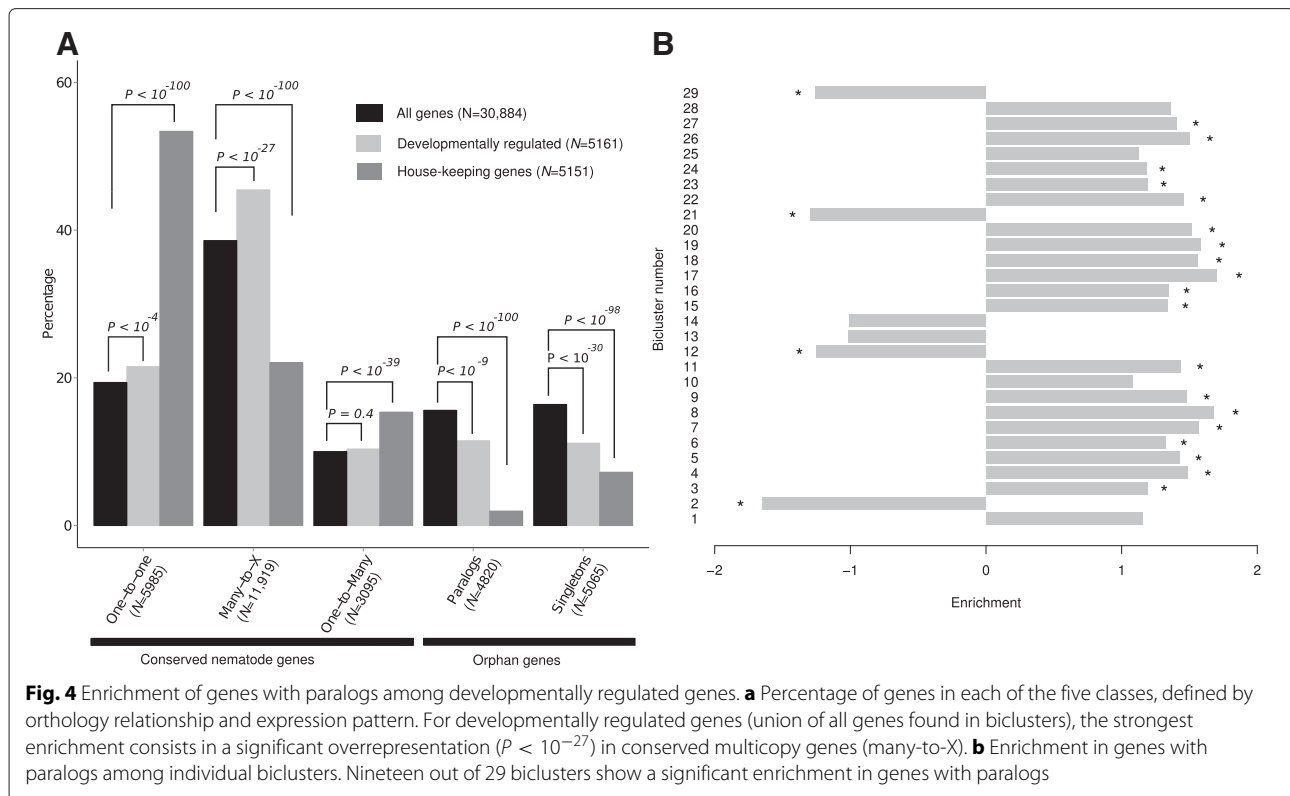 A
60
40
20
0
Percentage
P < 10^-100
P < 10^-100
P < 10^-27
P < 10^-4
P < 10^-39
P = 0.4
P < 10^-100
P < 10^-9
P < 10^-98
P < 10^-30
All genes (N=30,884)
Developmentally regulated (N=5161)
House-keeping genes (N=5151)
One-to-one
(N=5985)
Many-to-X
(N=11,919)
One-to-Many
(N=3095)
Paralogs
(N=4820)
Singletons
(N=5065)
Conserved nematode genes
Orphan genes
B
Bicluster number
29 *
28
27 *
26 *
25
24 *
23 *
22 *
21 *
20 *
19 *
18 *
17 *
16 *
15 *
14
13
12 *
11 *
10
9 *
8 *
7 *
6 *
5 *
4 *
3 *
2 *
1
−2 −1 0 1 2
Enrichment
Fig. 4 Enrichment of genes with paralogs among developmentally regulated genes. a Percentage of genes in each of the five classes, defined by
orthology relationship and expression pattern. For developmentally regulated genes (union of all genes found in biclusters), the strongest
enrichment consists in a significant overrepresentation (P < 10^−27) in conserved multicopy genes (many-to-X). b Enrichment in genes with
paralogs among individual biclusters. Nineteen out of 29 biclusters show a significant enrichment in genes with paralogs